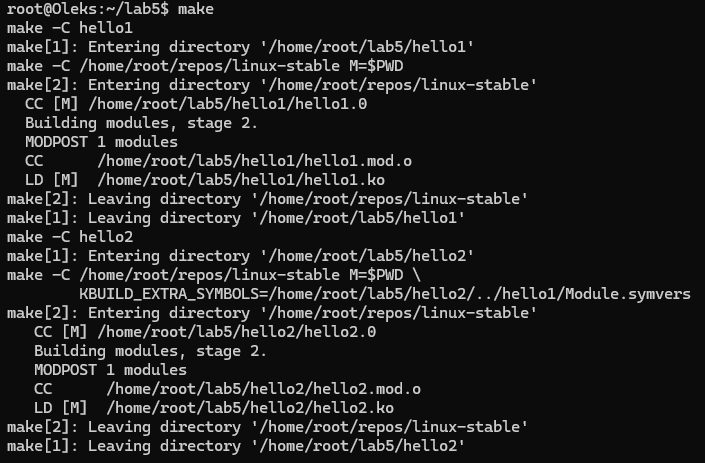 root@Oleks:~/lab5$ make
make -C hello1
make[1]: Entering directory '/home/root/lab5/hello1'
make -C /home/root/repos/linux-stable M=$PWD
make[2]: Entering directory '/home/root/repos/linux-stable'
  CC [M] /home/root/lab5/hello1/hello1.0
  Building modules, stage 2.
  MODPOST 1 modules
  CC      /home/root/lab5/hello1/hello1.mod.o
  LD [M]  /home/root/lab5/hello1/hello1.ko
make[2]: Leaving directory '/home/root/repos/linux-stable'
make[1]: Leaving directory '/home/root/lab5/hello1'
make -C hello2
make[1]: Entering directory '/home/root/lab5/hello2'
make -C /home/root/repos/linux-stable M=$PWD \
        KBUILD_EXTRA_SYMBOLS=/home/root/lab5/hello2/../hello1/Module.symvers
make[2]: Entering directory '/home/root/repos/linux-stable'
   CC [M] /home/root/lab5/hello2/hello2.0
   Building modules, stage 2.
   MODPOST 1 modules
   CC      /home/root/lab5/hello2/hello2.mod.o
   LD [M]  /home/root/lab5/hello2/hello2.ko
make[2]: Leaving directory '/home/root/repos/linux-stable'
make[1]: Leaving directory '/home/root/lab5/hello2'